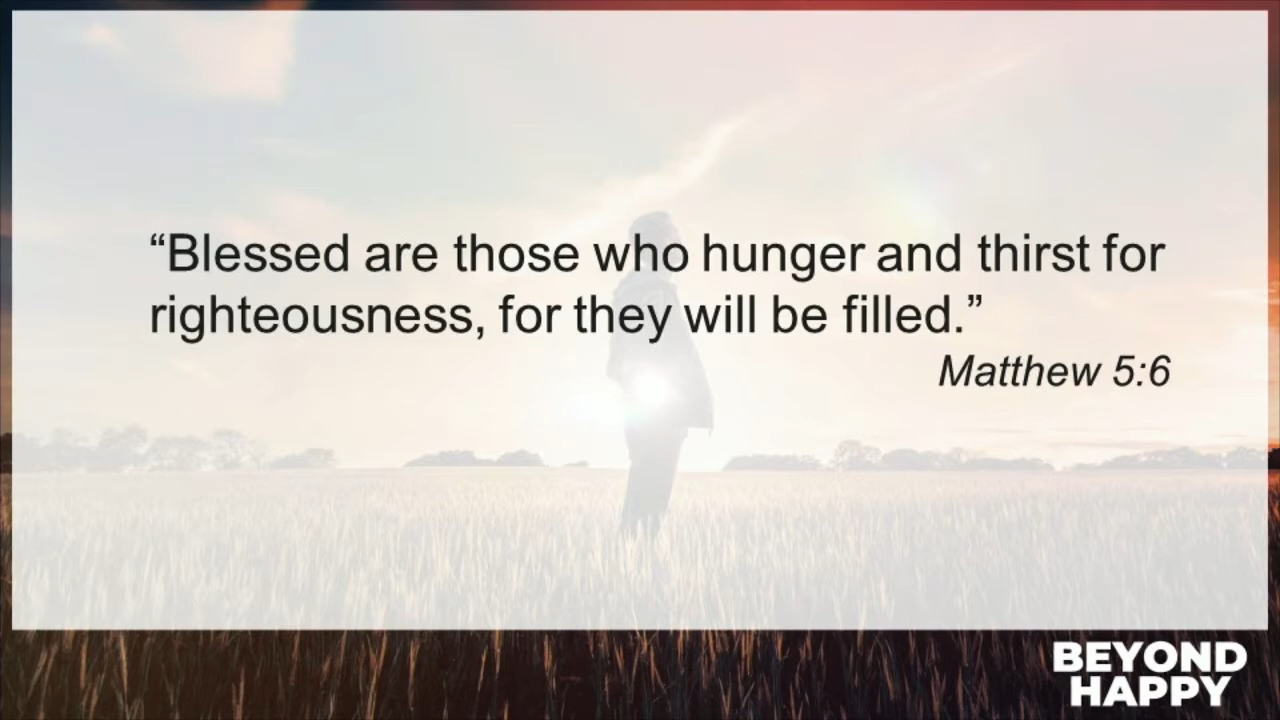 “Blessed are those who hunger and thirst for
righteousness, for they will be filled.”
Matthew 5:6
BEYOND
HAPPY